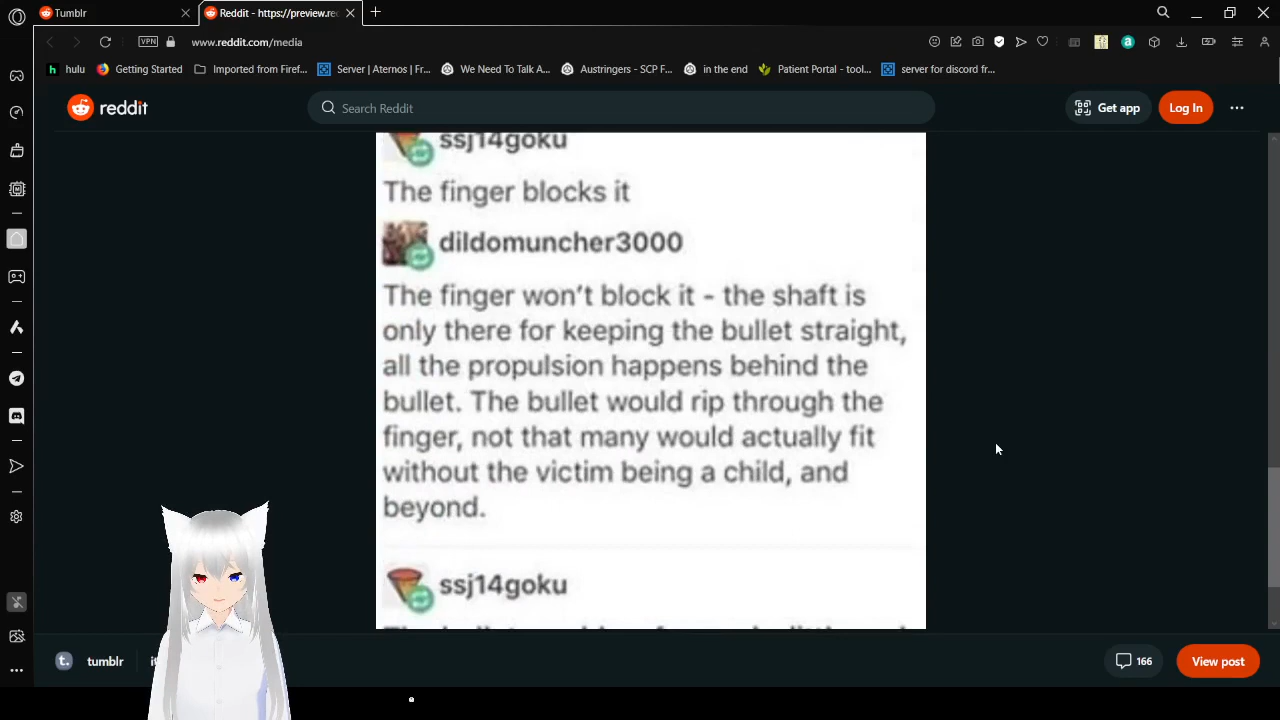 Tumblr
Reddit - https://preview.re
VPN
www.reddit.com/media
hulu
Getting Started
Imported from Firef...
Server | Aternos | Fr...
We Need To Talk A...
Austringers - SCP F...
in the end
Patient Portal - tool...
server for discord fr...
reddit
Search Reddit
Get app
Log In
ssj14goku
The finger blocks it
dildomuncher3000
The finger won't block it - the shaft is
only there for keeping the bullet straight,
all the propulsion happens behind the
bullet. The bullet would rip through the
finger, not that many would actually fit
without the victim being a child, and
beyond.
ssj14goku
tumblr
166
View post